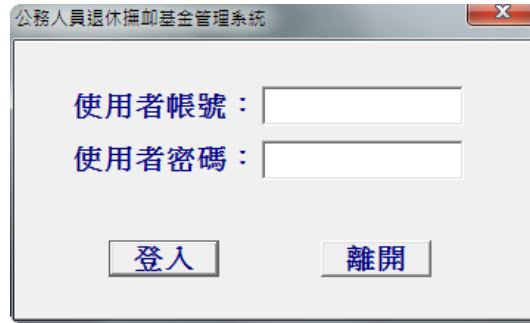 公務人員退休撫卹基金管理系統
使用者帳號：
使用者密碼：
登入 離開